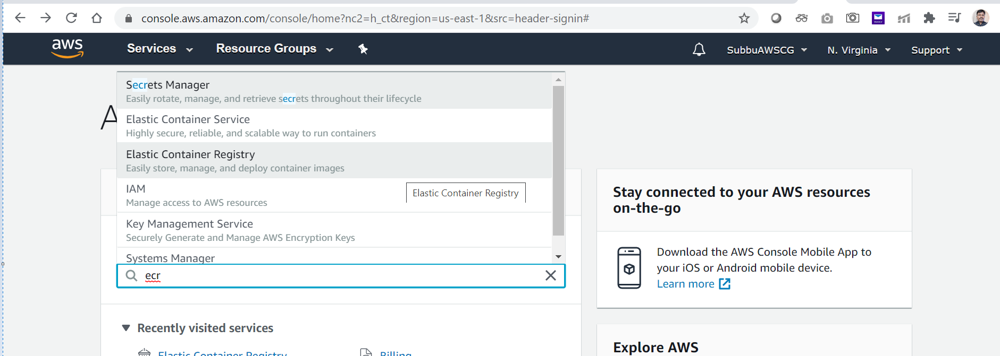 console.aws.amazon.com/console/home?nc2=h_ct&region=us-east-1&src=header-signin#
aws
Services
Resource Groups
SubbuAWSCG
N. Virginia
Support
A
Secrets Manager
Easily rotate, manage, and retrieve secrets throughout their lifecycle
Elastic Container Service
Highly secure, reliable, and scalable way to run containers
Elastic Container Registry
Easily store, manage, and deploy container images
IAM
Manage access to AWS resources
Elastic Container Registry
Key Management Service
Securely Generate and Manage AWS Encryption Keys
Systems Manager
ecr
Recently visited services
Elastic Container Registry
Billing
Stay connected to your AWS resources
on-the-go
Download the AWS Console Mobile App to
your iOS or Android mobile device.
Learn more
Explore AWS